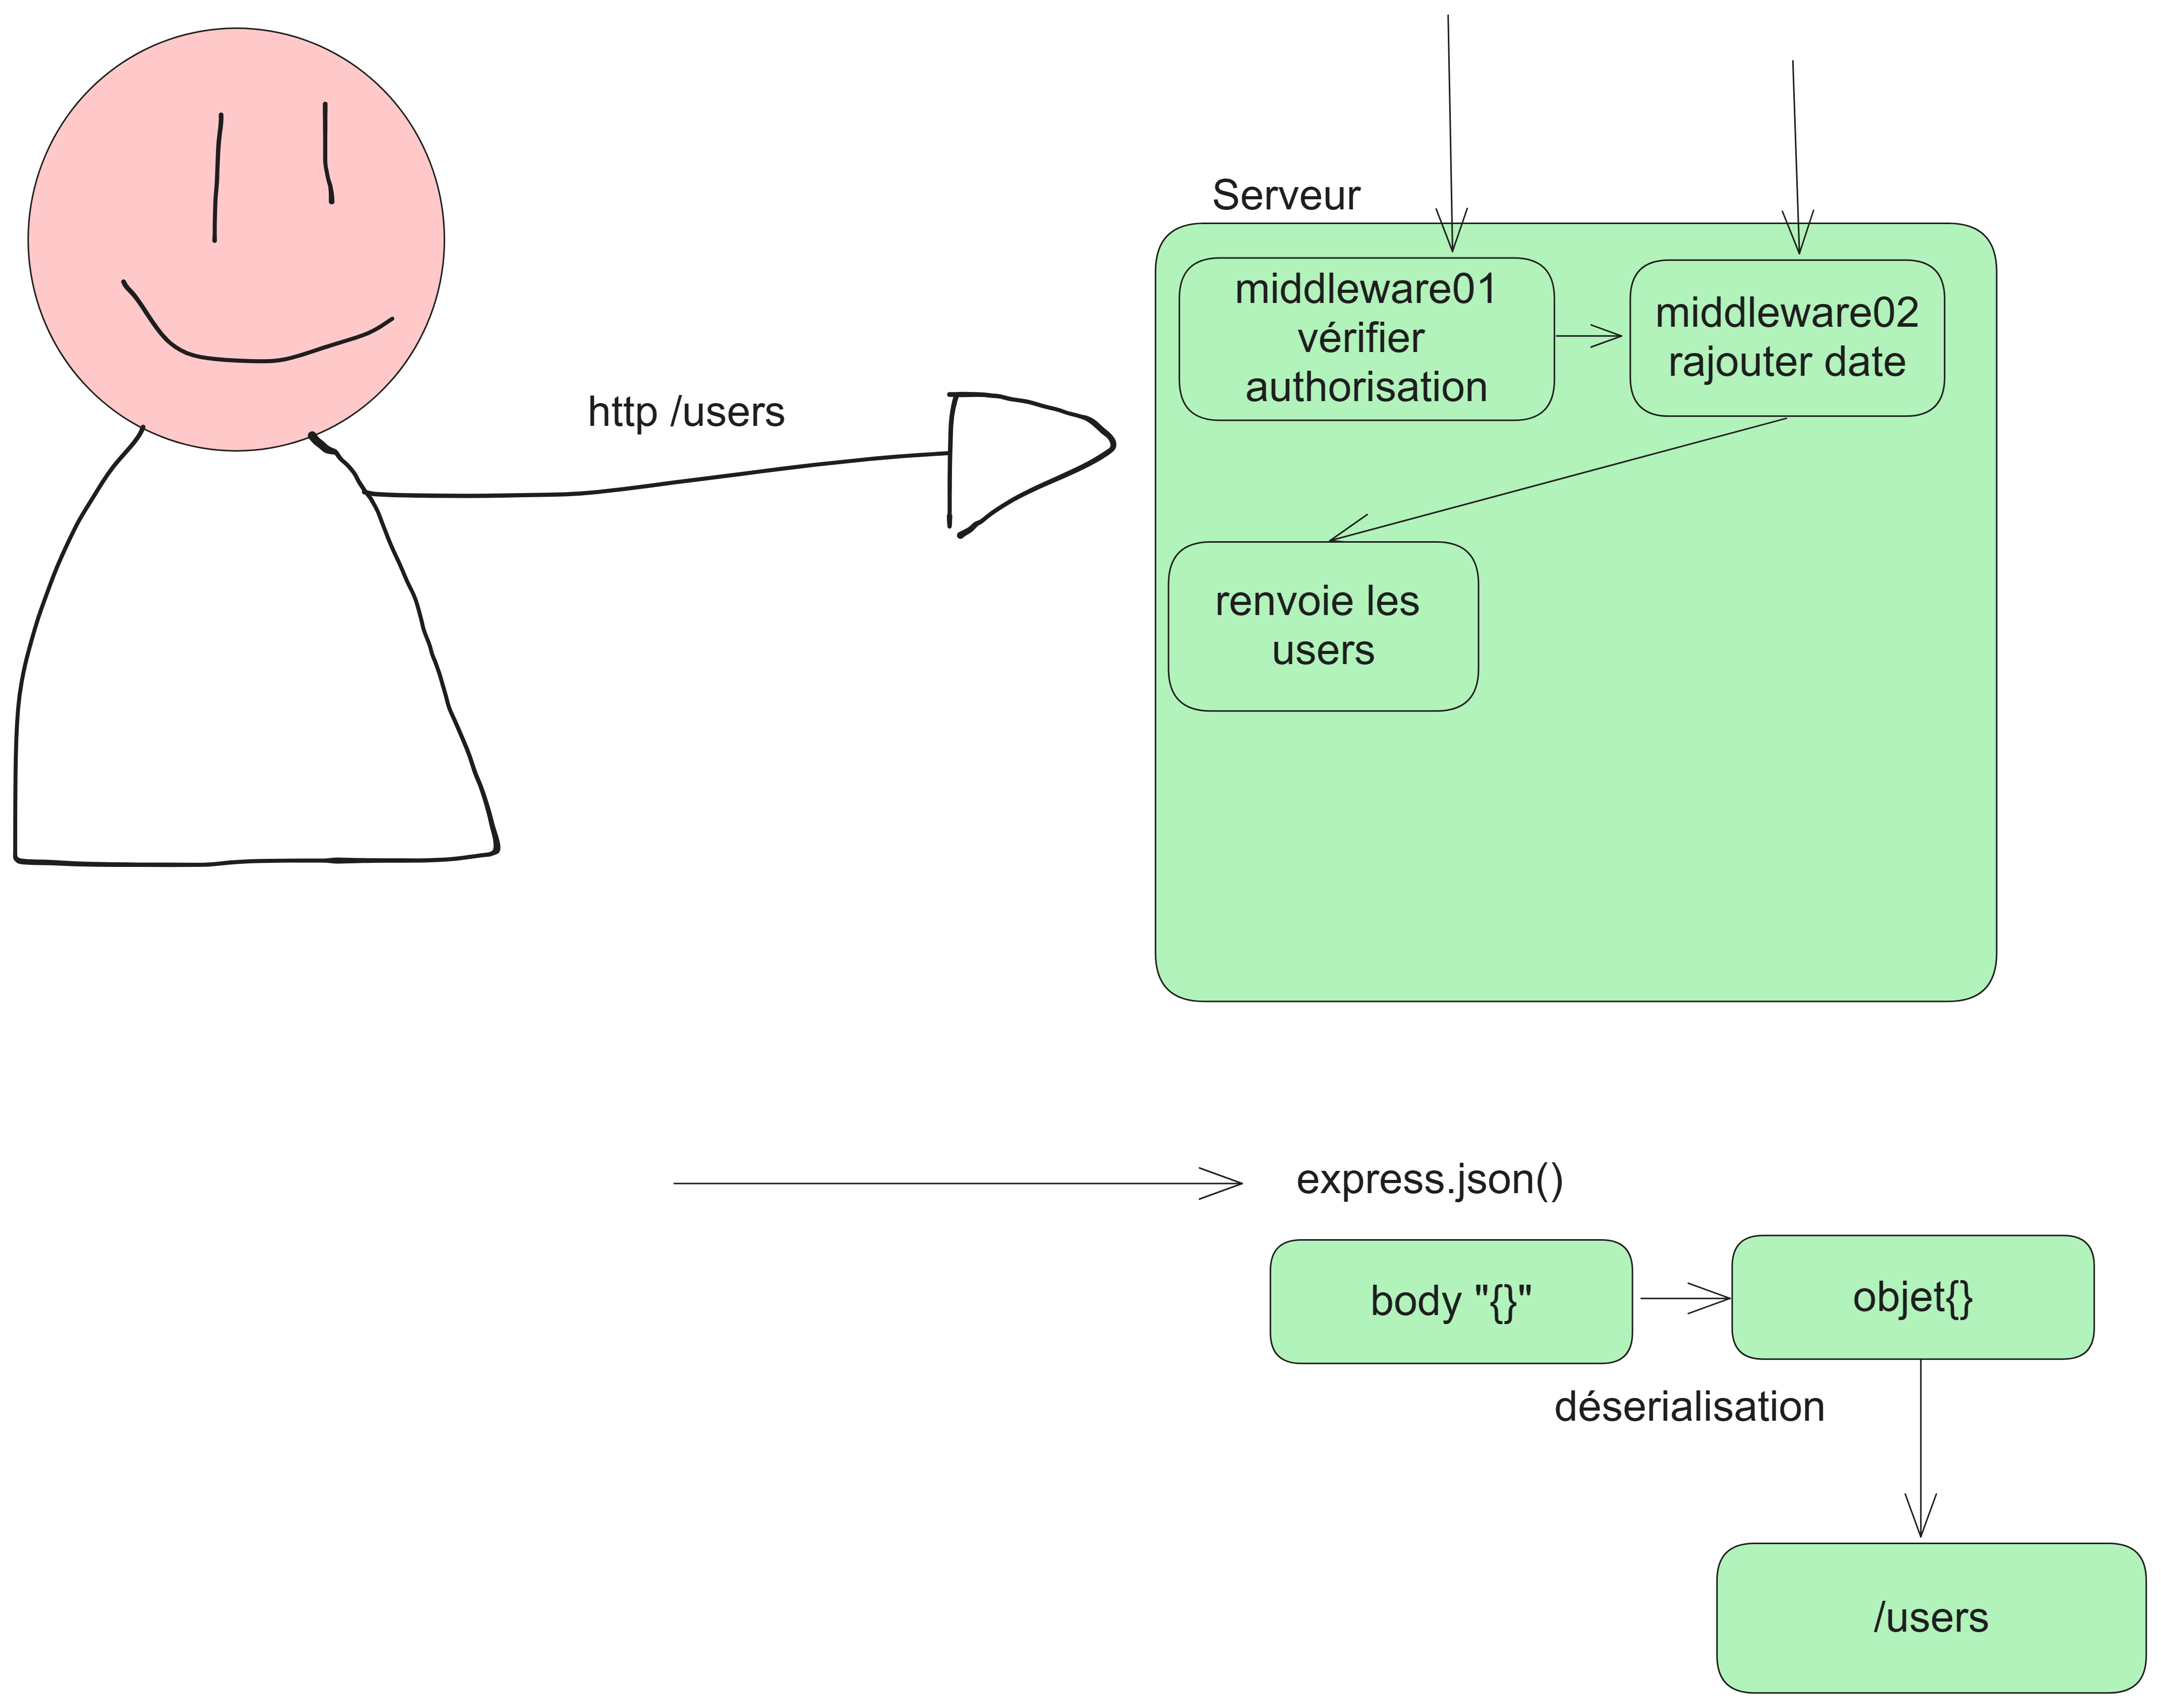 Serveur
middleware01
vérifier
authorisation
middleware02
rajouter date
http /users
renvoie les
users
express.json()
body "{}"
objet{}
déserialisation
/users